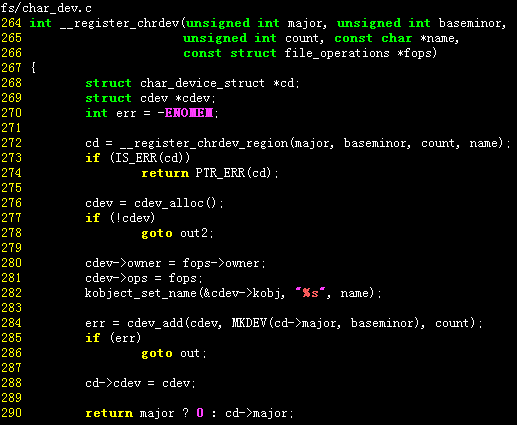 fs/char_dev.c
264 int __register_chrdev(unsigned int major, unsigned int baseminor,
265                       unsigned int count, const char *name,
266                       const struct file_operations *fops)
267 {
268         struct char_device_struct *cd;
269         struct cdev *cdev;
270         int err = -ENOMEM;
271
272         cd = __register_chrdev_region(major, baseminor, count, name);
273         if (IS_ERR(cd))
274                 return PTR_ERR(cd);
275
276         cdev = cdev_alloc();
277         if (!cdev)
278                 goto out2;
279
280         cdev->owner = fops->owner;
281         cdev->ops = fops;
282         kobject_set_name(&cdev->kobj, "%s", name);
283
284         err = cdev_add(cdev, MKDEV(cd->major, baseminor), count);
285         if (err)
286                 goto out;
287
288         cd->cdev = cdev;
289
290         return major ? 0 : cd->major;